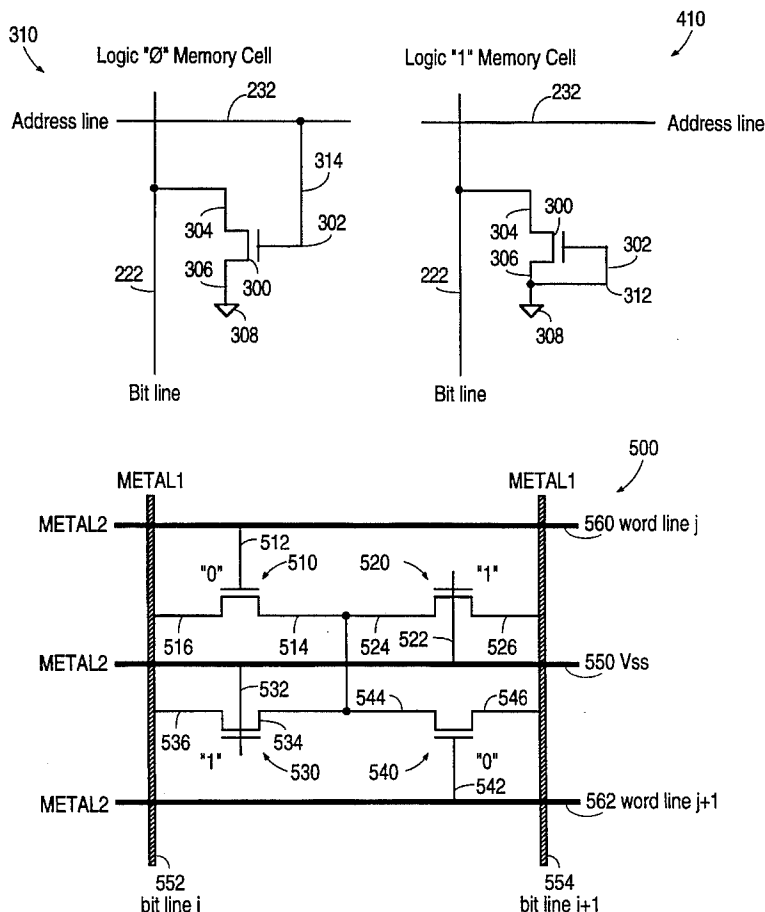 310
410
Logic "Ø" Memory Cell
Logic "1" Memory Cell
232
232
Address line
Address line
314
300
304
302
304
302
306
306
222
300
222
312
308
308
Bit line
Bit line
500
METAL1
METAL1
METAL2
560 word line j
512
"0"
510
520
"1"
516
514
524
522
526
METAL2
550 Vss
532
544
546
536
534
"1"
530
540
"0"
542
METAL2
562 word line j+1
552
554
bit line i
bit line i+1